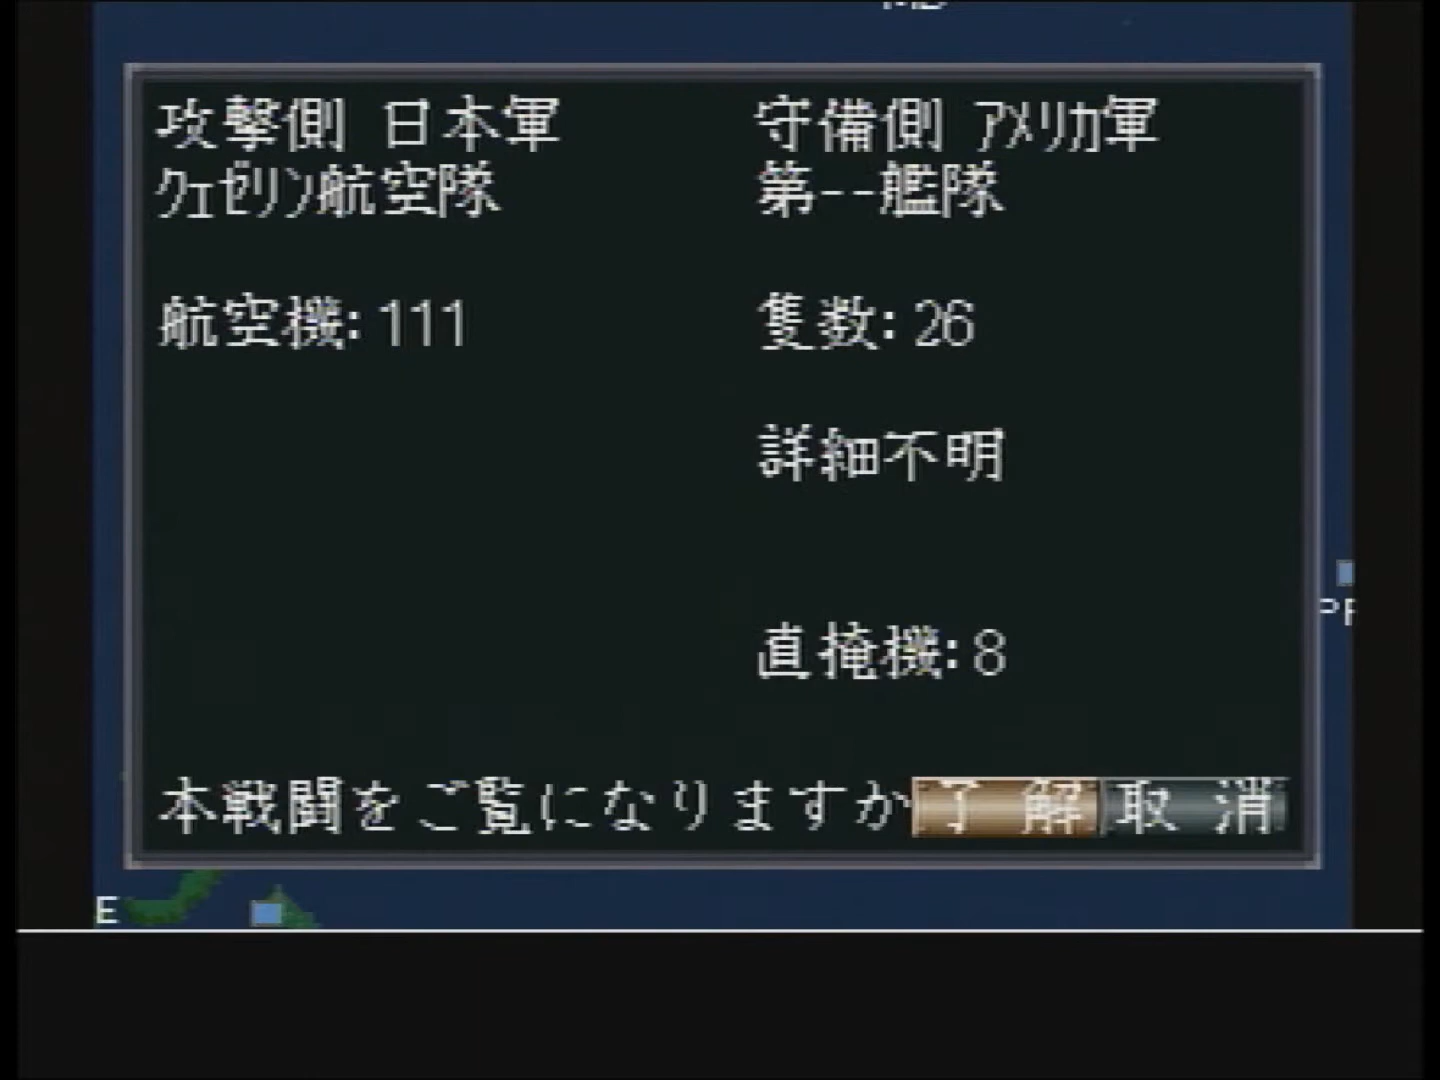 攻撃側 日本軍
守備側 ｱﾒﾘｶ軍
ｸｪｾﾞﾘﾝ航空隊
第--艦隊
航空機:111
隻数:26
詳細不明
直掩機:8
本戦闘をご覧になりますか 了解 取消
E